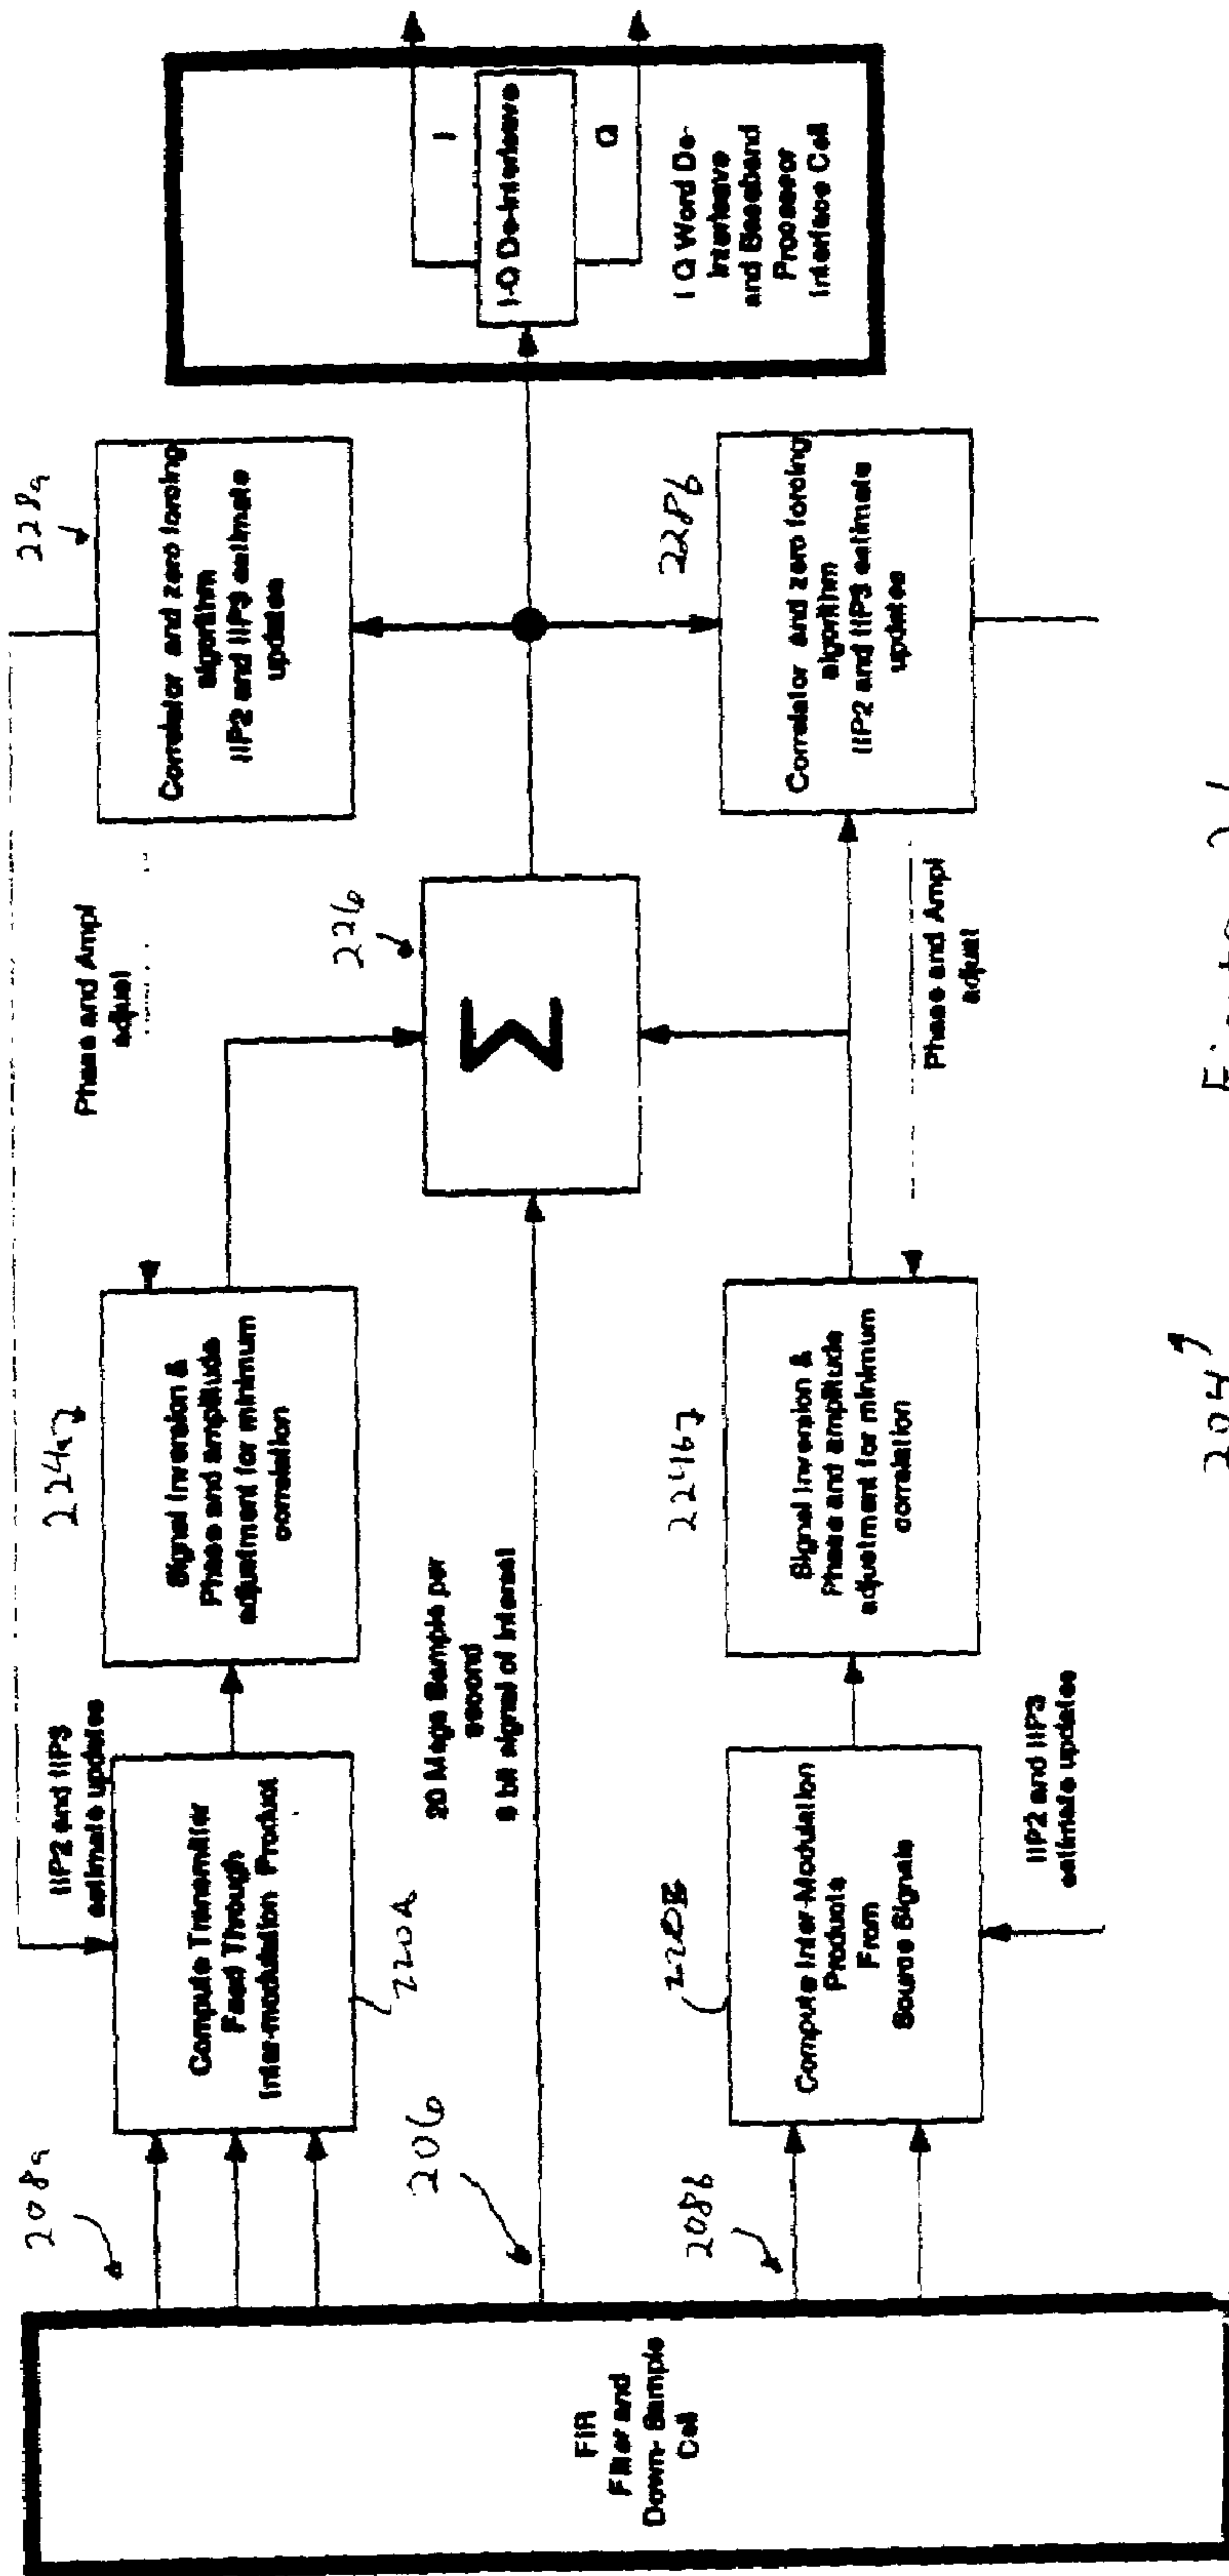 FIR
Filter and
Down- Sample
Cell
208a
206
208b
IIP2 and IIP3
estimate updates
Compute Transmitter
Feed Through
Inter-modulation Product
220A
20 Mega Sample per
second
8 bit signal of interest
220B
Compute Inter-Modulation
Products
From
Source Signals
IIP2 and IIP3
estimate updates
224a
Signal Inversion &
Phase and amplitude
adjustment for minimum
correlation
224b
Signal Inversion &
Phase and amplitude
adjustment for minimum
correlation
204
Phase and Ampl
adjust
226
Σ
Phase and Ampl
adjust
228a
Correlator and zero forcing
algorithm
IIP2 and IIP3 estimate
updates
228b
Correlator and zero forcing
algorithm
IIP2 and IIP3 estimate
updates
I
I-Q De-Interleave
Q
I Q Word De-
Interleave
and Baseband
Processor
Interface Cell